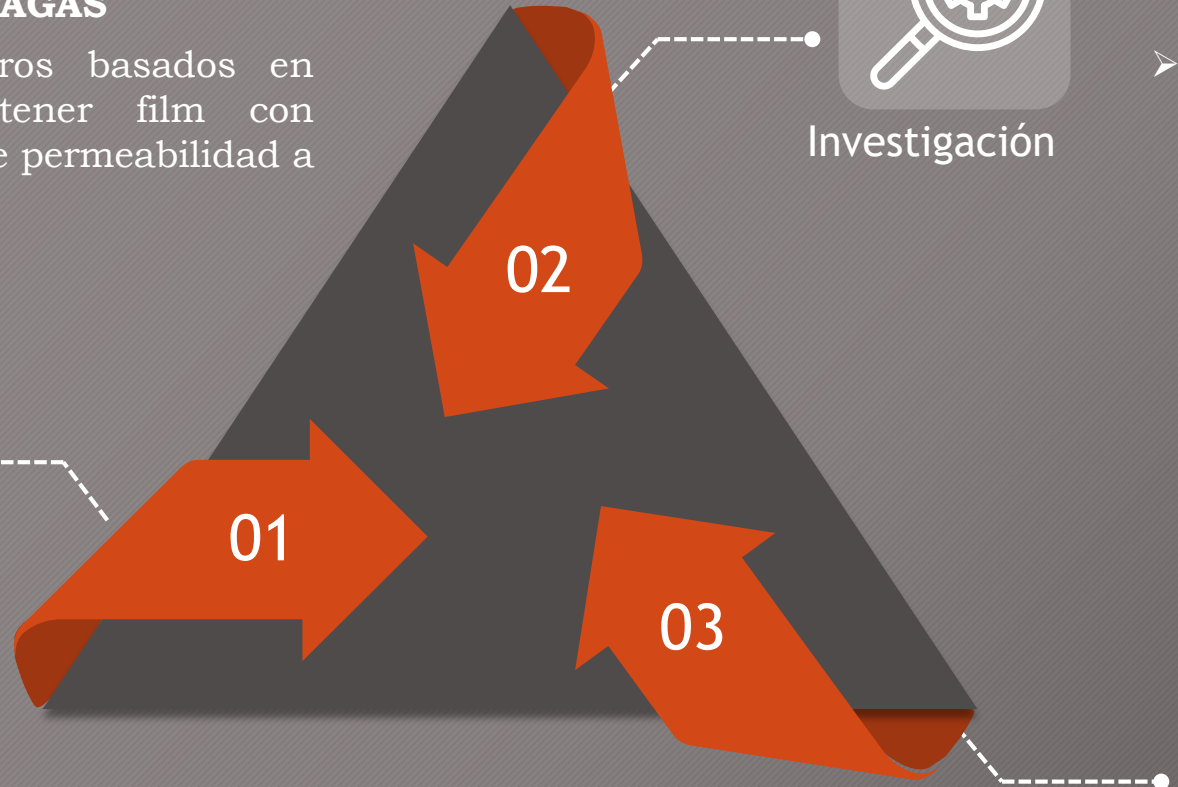 AGAS
ros basados en
tener film con
e permeabilidad a
Investigación
02
01
03